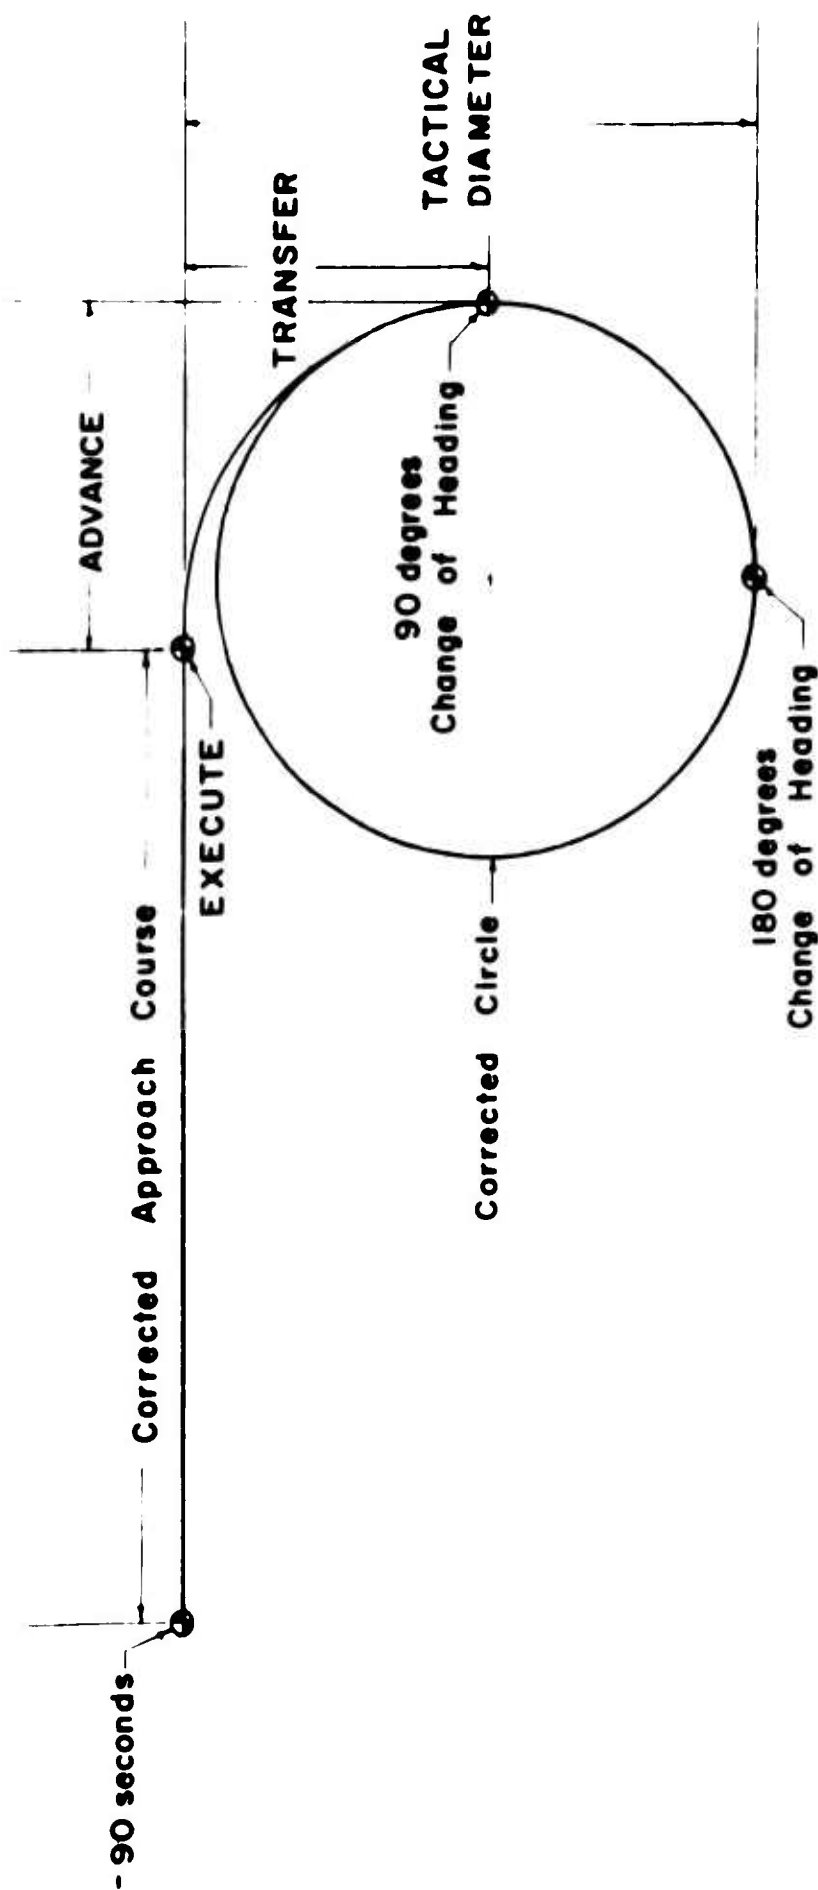 -90 seconds
Corrected Approach Course
EXECUTE
ADVANCE
TRANSFER
TACTICAL
DIAMETER
90 degrees
Change of Heading
Corrected Circle
180 degrees
Change of Heading